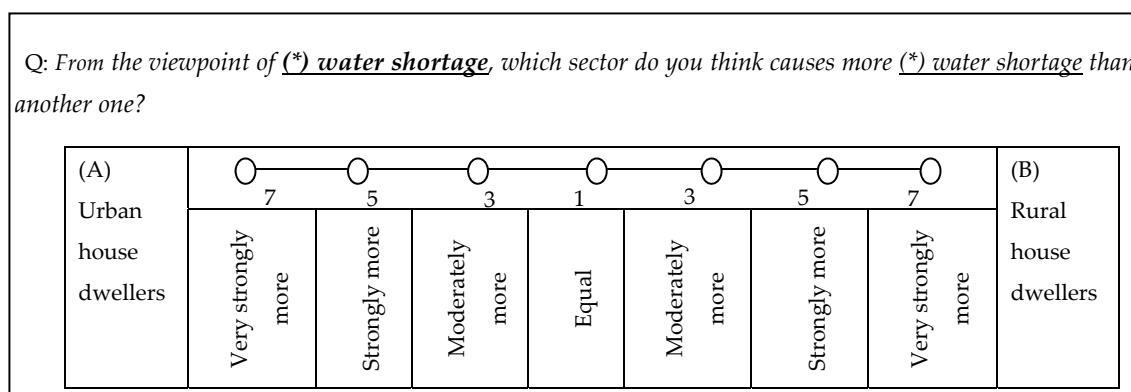 Q: From the viewpoint of (*) water shortage, which sector do you think causes more (*) water shortage than
another one?
(A)
Urban
house
dwellers
7 5 3 1 3 5 7
Very strongly
more
Strongly more
Moderately
more
Equal
Moderately
more
Strongly more
Very strongly
more
(B)
Rural
house
dwellers